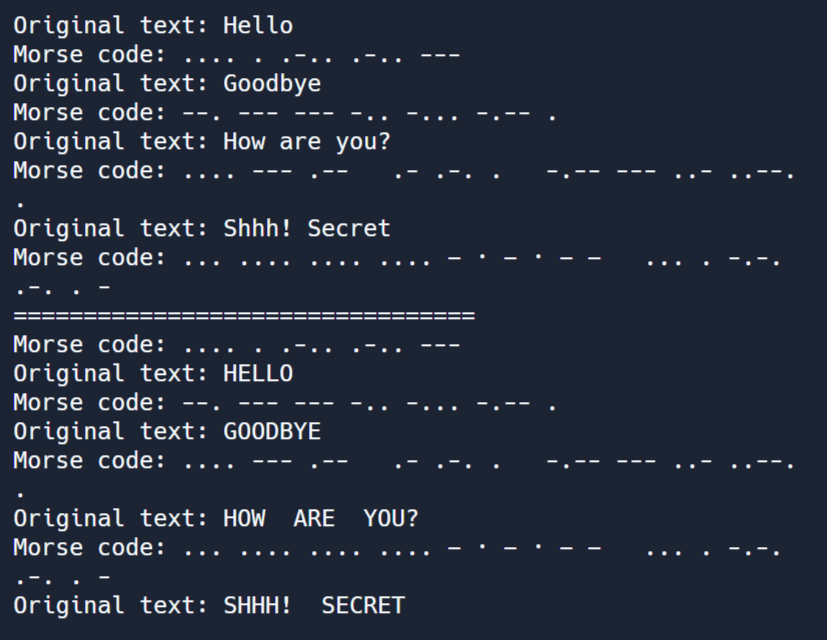 Original text: Hello
Morse code: .... . .-.. .-.. ---
Original text: Goodbye
Morse code: --. --- --- -.. -... -.-- .
Original text: How are you?
Morse code: .... --- .--   .- .-. .   -.-- --- ..- ..--.
.
Original text: Shhh! Secret
Morse code: ... .... .... .... − · − · − −   ... . -.-.
.-. . -
=================================
Morse code: .... . .-.. .-.. ---
Original text: HELLO
Morse code: --. --- --- -.. -... -.-- .
Original text: GOODBYE
Morse code: .... --- .--   .- .-. .   -.-- --- ..- ..--.
.
Original text: HOW  ARE  YOU?
Morse code: ... .... .... .... − · − · − −   ... . -.-.
.-. . -
Original text: SHHH!  SECRET